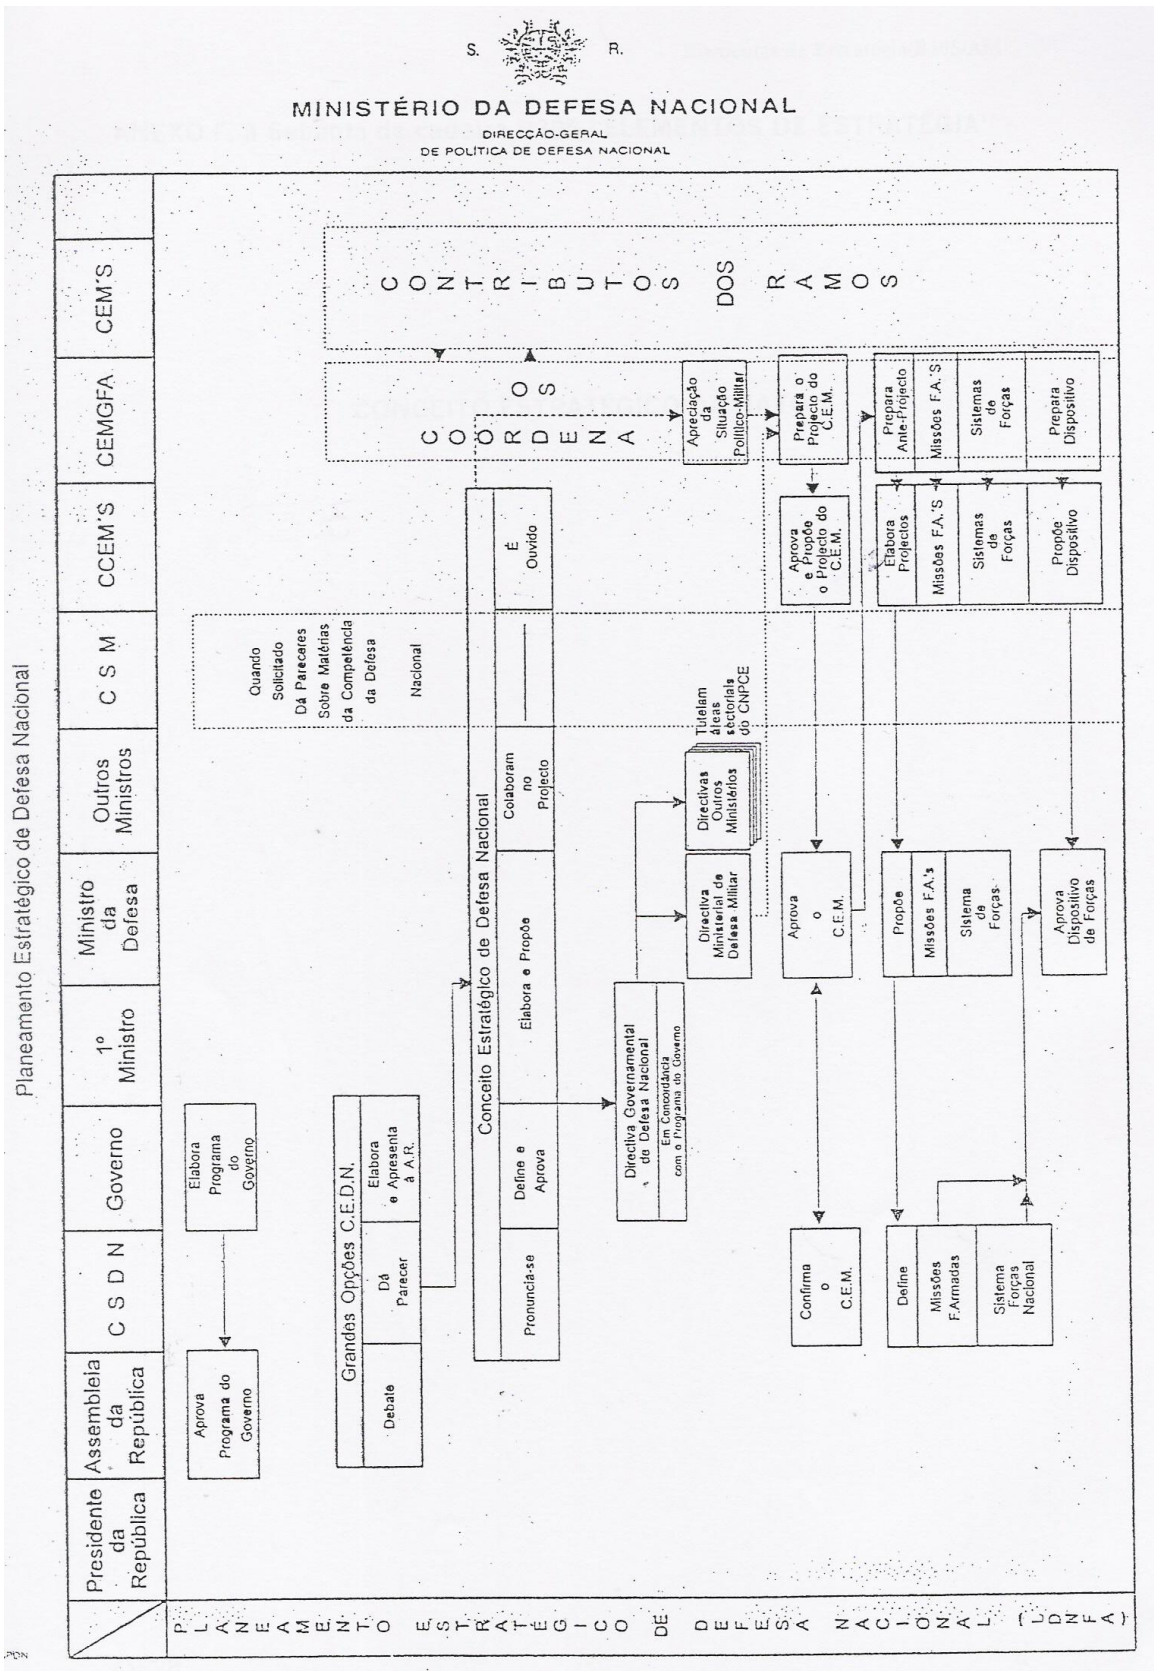 S. R.
MINISTÉRIO DA DEFESA NACIONAL
DIRECÇÃO-GERAL
DE POLÍTICA DE DEFESA NACIONAL
Planeamento Estratégico de Defesa Nacional
Presidente
da
República
Assembleia
da
República
C S D N
Governo
1º
Ministro
Ministro
da
Defesa
Outros
Ministros
C S M
CCEM'S
CEMGFA
CEM'S
PLANEAMENTO ESTRATÉGICO DE DEFESA NACIONAL (LDNFA)
Aprova
Programa do
Governo
Elabora
Programa
do
Governo
Quando
Solicitado
Dá Pareceres
Sobre Matérias
da Competência
da Defesa
Nacional
Grandes Opções C.E.D.N.
Debate
Dá
Parecer
Elabora
e Apresenta
à A.R.
COORDENA
OS
CONTRIBUTOS DOS RAMOS
Conceito Estratégico de Defesa Nacional
Pronuncia-se
Define e
Aprova
Elabora e Propõe
Colaboram
no
Projecto
É
Ouvido
Directiva Governamental
de Defesa Nacional
Em Concordância
com o Programa do Governo
Directiva
Ministerial de
Defesa Militar
Directivas
Outros
Ministérios
Tutelam
áreas
sectoriais
do CNPCE
Apreciação
da
Situação
Político-Militar
Confirma
o
C.E.M.
Aprova
o
C.E.M.
Aprova
e Propõe
o Projecto do
C.E.M.
Prepara o
Projecto do
C.E.M.
Define
Missões
F.Armadas
Sistema
Forças
Nacional
Propõe
Missões F.A.'s
Sistema
de
Forças
Elabora
Projectos
Missões F.A.'S
Sistemas
de
Forças
Prepara
Ante-Projecto
Missões F.A.'S
Sistemas
de
Forças
Aprova
Dispositivo
de Forças
Propõe
Dispositivo
Prepara
Dispositivo